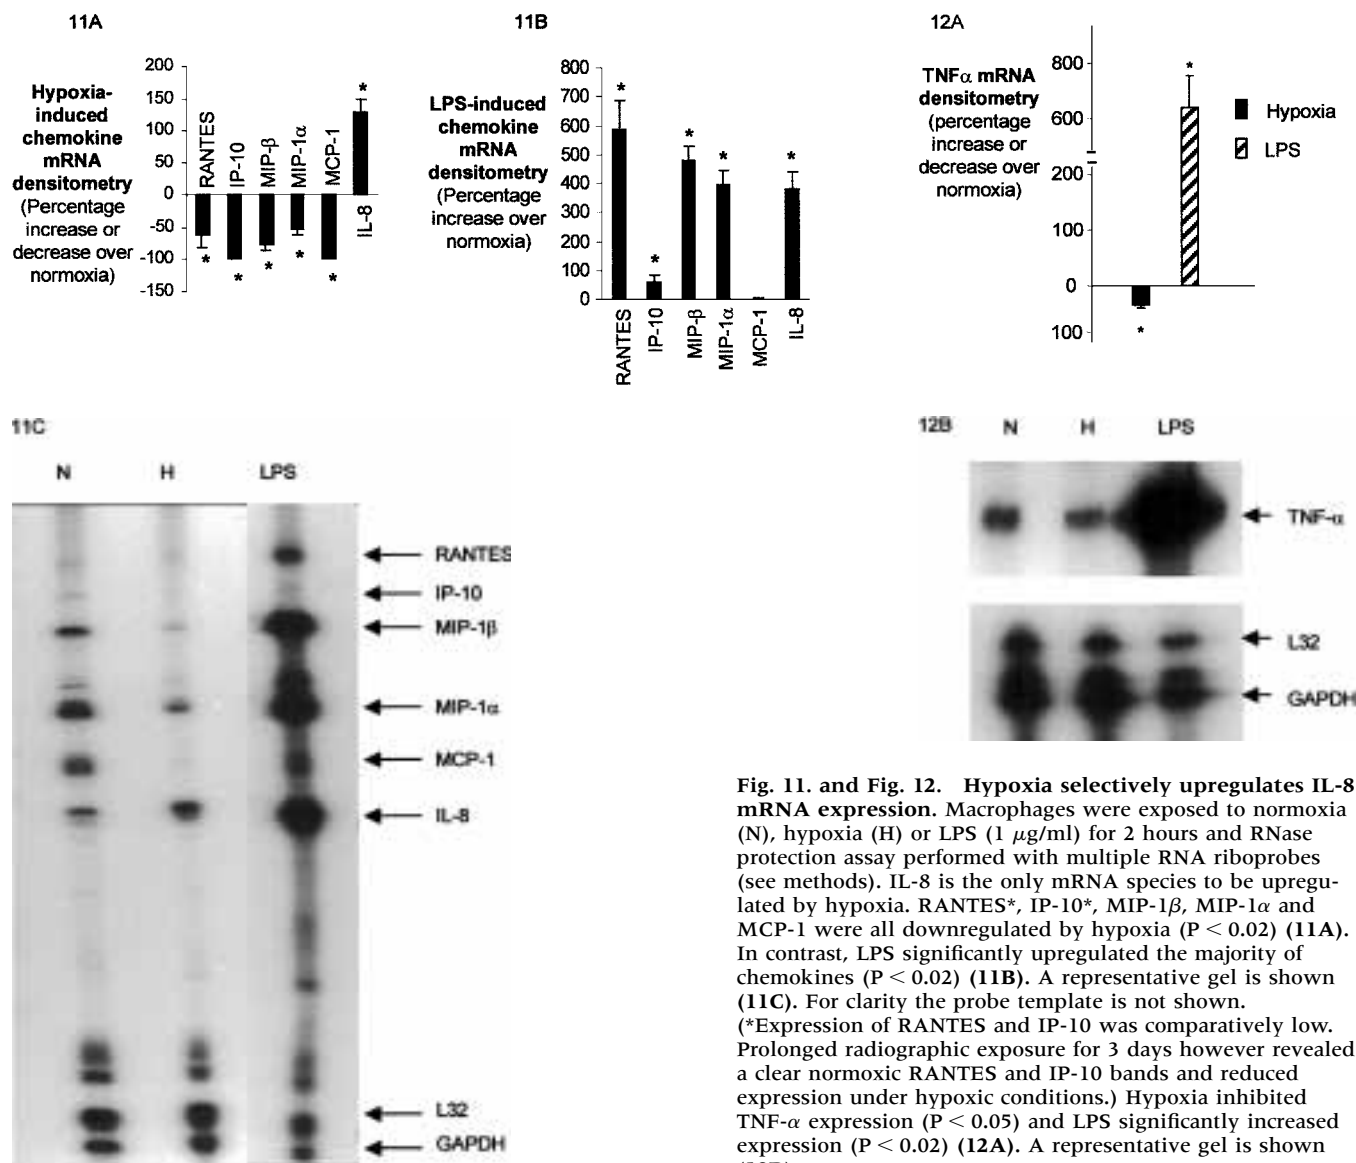 11A
Hypoxia-
induced
chemokine
mRNA
densitometry
(Percentage
increase or
decrease over
normoxia)
200
150
100
50
0
-50
-100
-150
RANTES
IP-10
MIP-β
MIP-1α
MCP-1
IL-8
* * * * * *
11B
LPS-induced
chemokine
mRNA
densitometry
(Percentage
increase over
normoxia)
800
700
600
500
400
300
200
100
0
* * * * *
RANTES
IP-10
MIP-β
MIP-1α
MCP-1
IL-8
12A
TNFα mRNA
densitometry
(percentage
increase or
decrease over
normoxia)
800
600
200
0
100
* *
Hypoxia
LPS
11C
N H LPS
RANTES
IP-10
MIP-1β
MIP-1α
MCP-1
IL-8
L32
GAPDH
12B N H LPS
TNF-α
L32
GAPDH
Fig. 11. and Fig. 12. Hypoxia selectively upregulates IL-8
mRNA expression. Macrophages were exposed to normoxia
(N), hypoxia (H) or LPS (1 μg/ml) for 2 hours and RNase
protection assay performed with multiple RNA riboprobes
(see methods). IL-8 is the only mRNA species to be upregu-
lated by hypoxia. RANTES*, IP-10*, MIP-1β, MIP-1α and
MCP-1 were all downregulated by hypoxia (P < 0.02) (11A).
In contrast, LPS significantly upregulated the majority of
chemokines (P < 0.02) (11B). A representative gel is shown
(11C). For clarity the probe template is not shown.
(*Expression of RANTES and IP-10 was comparatively low.
Prolonged radiographic exposure for 3 days however revealed
a clear normoxic RANTES and IP-10 bands and reduced
expression under hypoxic conditions.) Hypoxia inhibited
TNF-α expression (P < 0.05) and LPS significantly increased
expression (P < 0.02) (12A). A representative gel is shown